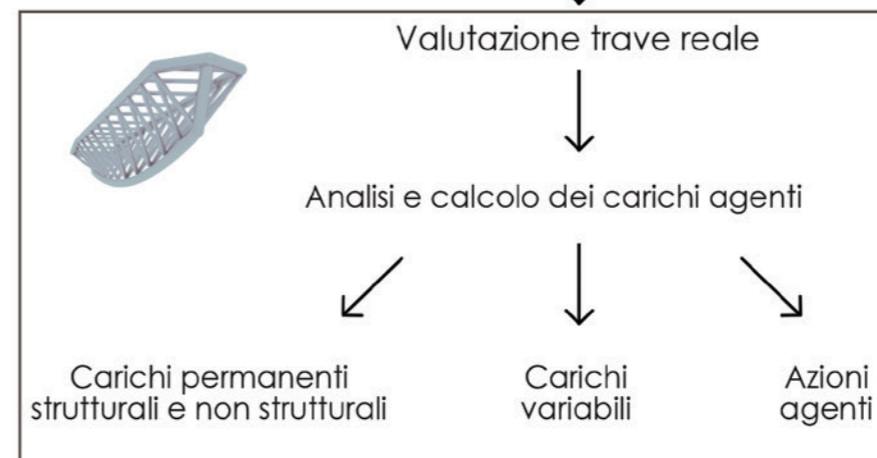 Valutazione trave reale
Analisi e calcolo dei carichi agenti
Carichi permanenti
strutturali e non strutturali
Carichi
variabili
Azioni
agenti